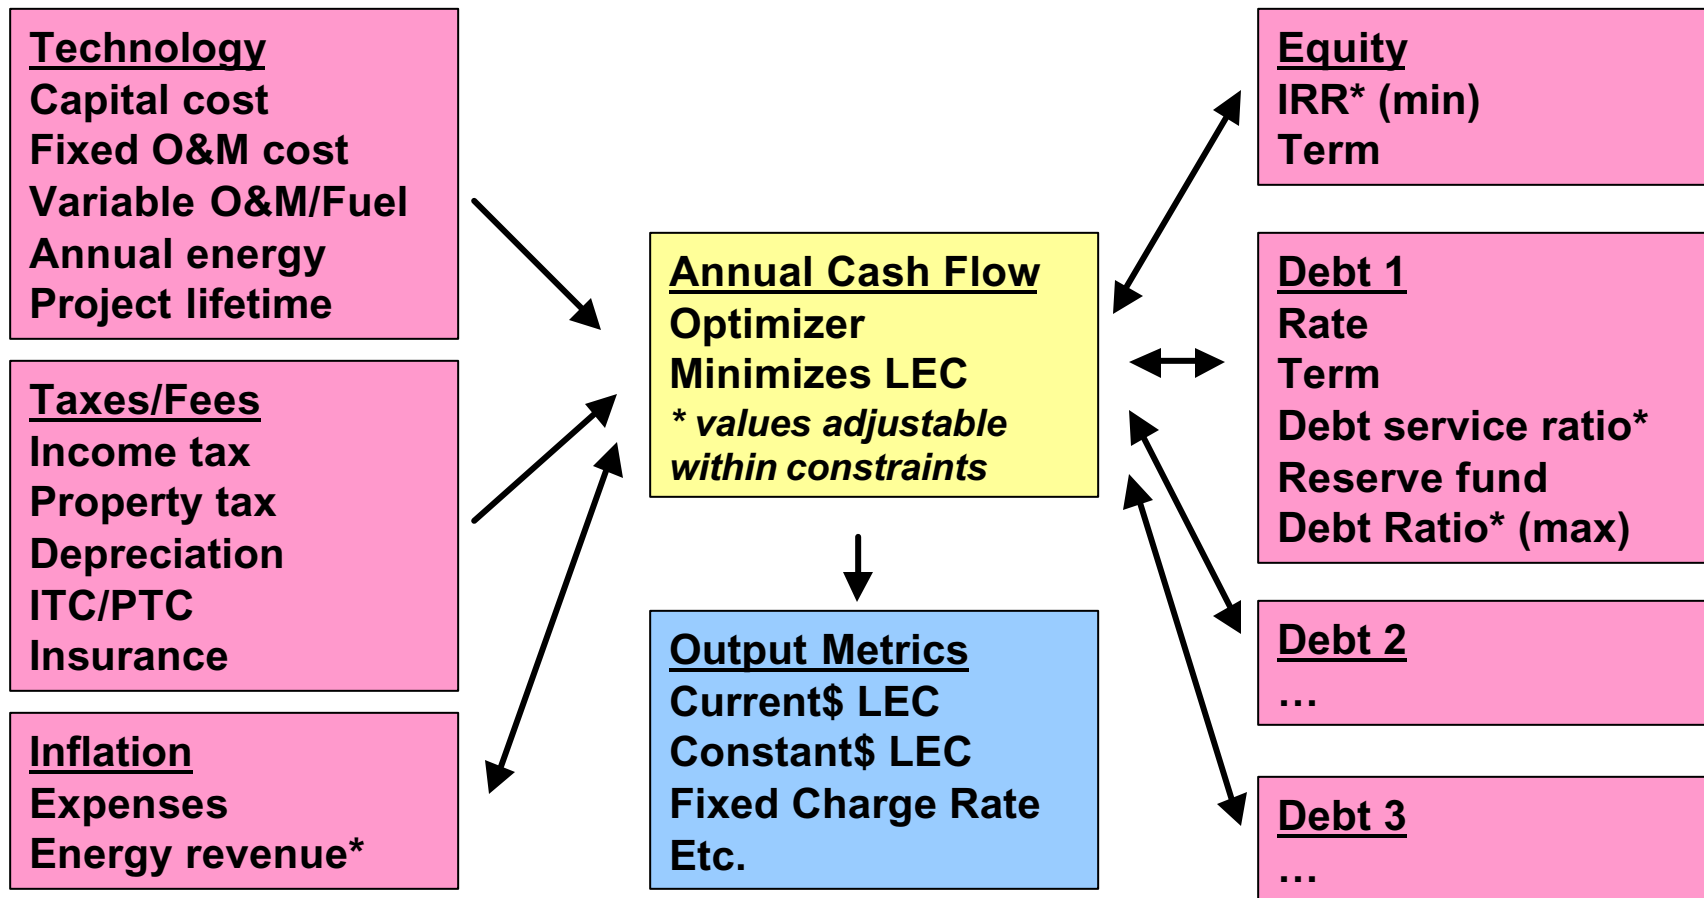 Technology
Capital cost
Fixed O&M cost
Variable O&M/Fuel
Annual energy
Project lifetime
Taxes/Fees
Income tax
Property tax
Depreciation
ITC/PTC
Insurance
Inflation
Expenses
Energy revenue*
Annual Cash Flow
Optimizer
Minimizes LEC
* values adjustable
within constraints
Output Metrics
Current$ LEC
Constant$ LEC
Fixed Charge Rate
Etc.
Equity
IRR* (min)
Term
Debt 1
Rate
Term
Debt service ratio*
Reserve fund
Debt Ratio* (max)
Debt 2
…
Debt 3
…